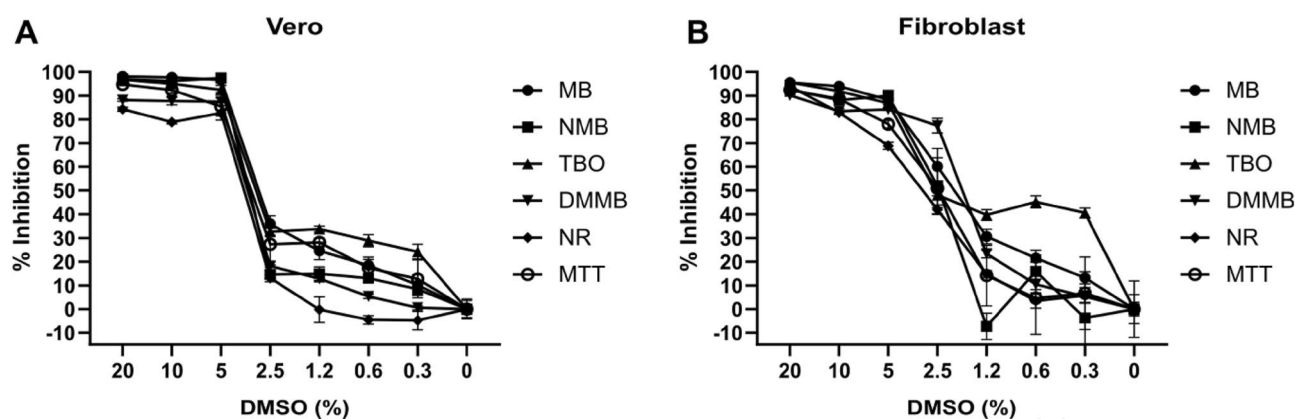 A
Vero
% Inhibition
100
90
80
70
60
50
40
30
20
10
0
-10
20 10 5 2.5 1.2 0.6 0.3 0
DMSO (%)
MB
NMB
TBO
DMMB
NR
MTT
B
Fibroblast
% Inhibition
100
90
80
70
60
50
40
30
20
10
0
-10
20 10 5 2.5 1.2 0.6 0.3 0
DMSO (%)
MB
NMB
TBO
DMMB
NR
MTT